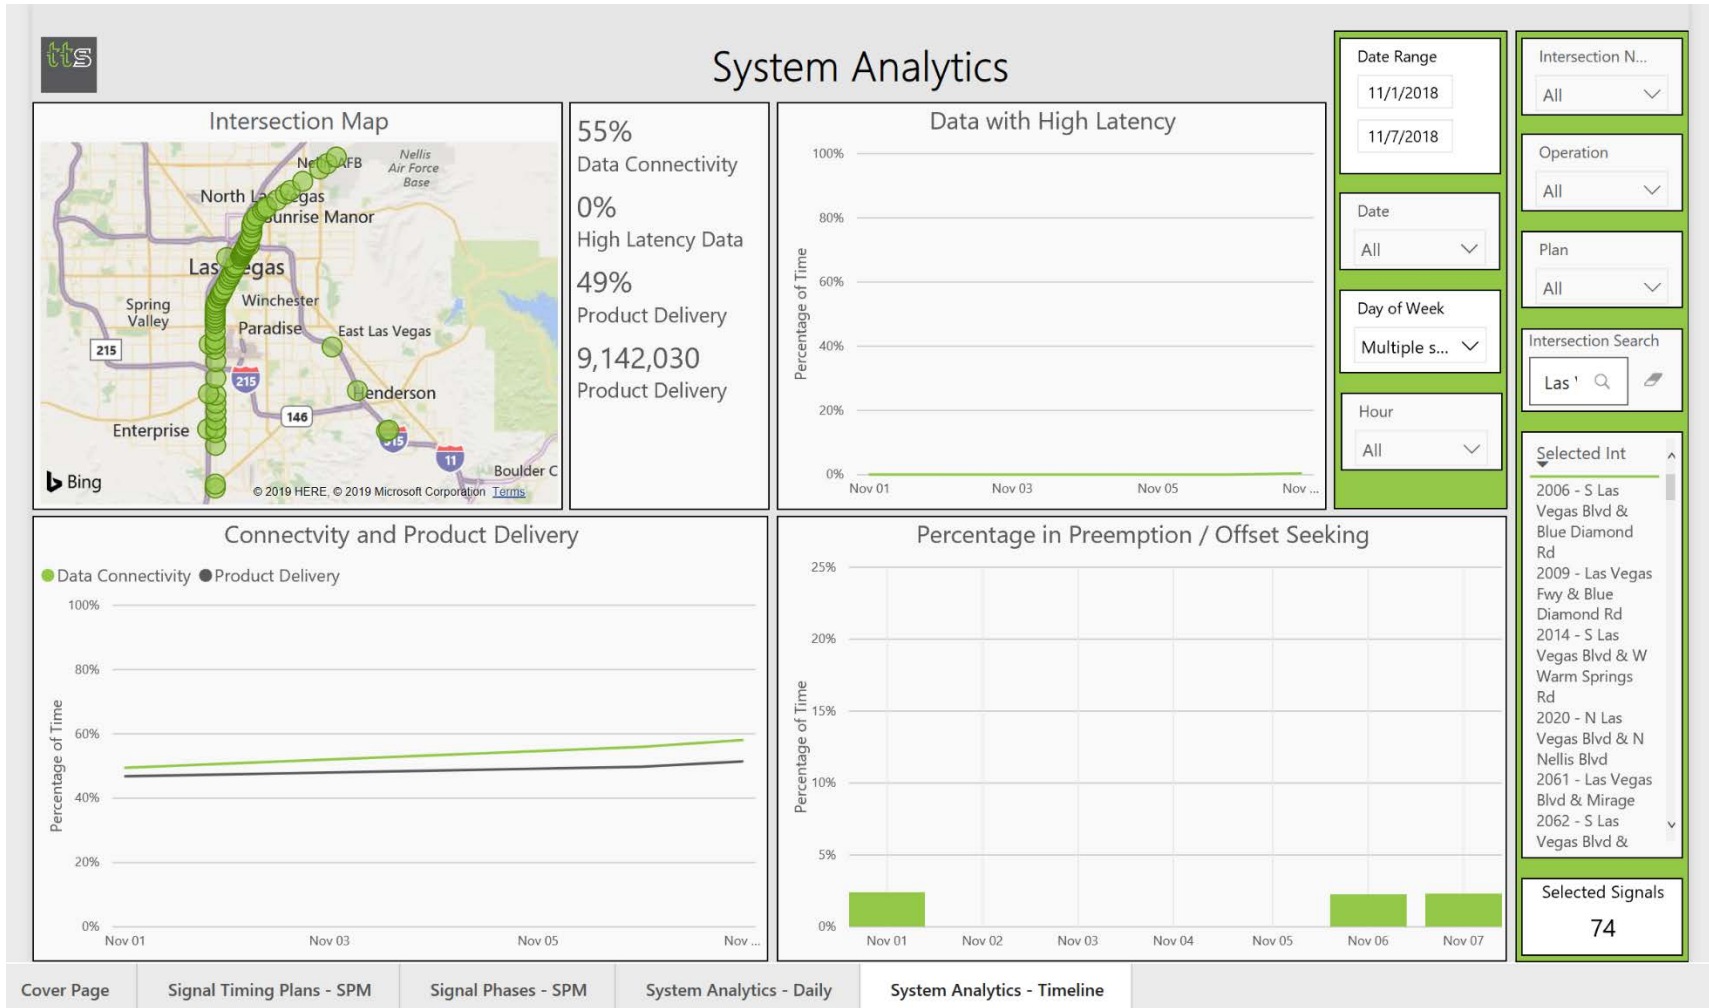 tts
System Analytics
Intersection Map
Nellis
Air Force
Base
North Las Vegas
Sunrise Manor
Las Vegas
Spring
Valley
Winchester
Paradise
East Las Vegas
215
215
Henderson
146
Enterprise
11
Boulder C
Bing
© 2019 HERE, © 2019 Microsoft Corporation Terms
55%
Data Connectivity
0%
High Latency Data
49%
Product Delivery
9,142,030
Product Delivery
Data with High Latency
Percentage of Time
100%
80%
60%
40%
20%
0%
Nov 01 Nov 03 Nov 05 Nov ...
Date Range
11/1/2018
11/7/2018
Date
All
Day of Week
Multiple s...
Hour
All
Intersection N...
All
Operation
All
Plan
All
Intersection Search
Las
Selected Int
2006 - S Las
Vegas Blvd &
Blue Diamond
Rd
2009 - Las Vegas
Fwy & Blue
Diamond Rd
2014 - S Las
Vegas Blvd & W
Warm Springs
Rd
2020 - N Las
Vegas Blvd & N
Nellis Blvd
2061 - Las Vegas
Blvd & Mirage
2062 - S Las
Vegas Blvd &
Selected Signals
74
Connectvity and Product Delivery
Data Connectivity Product Delivery
Percentage of Time
100%
80%
60%
40%
20%
0%
Nov 01 Nov 03 Nov 05 Nov ...
Percentage in Preemption / Offset Seeking
Percentage of Time
25%
20%
15%
10%
5%
0%
Nov 01 Nov 02 Nov 03 Nov 04 Nov 05 Nov 06 Nov 07
Cover Page Signal Timing Plans - SPM Signal Phases - SPM System Analytics - Daily System Analytics - Timeline